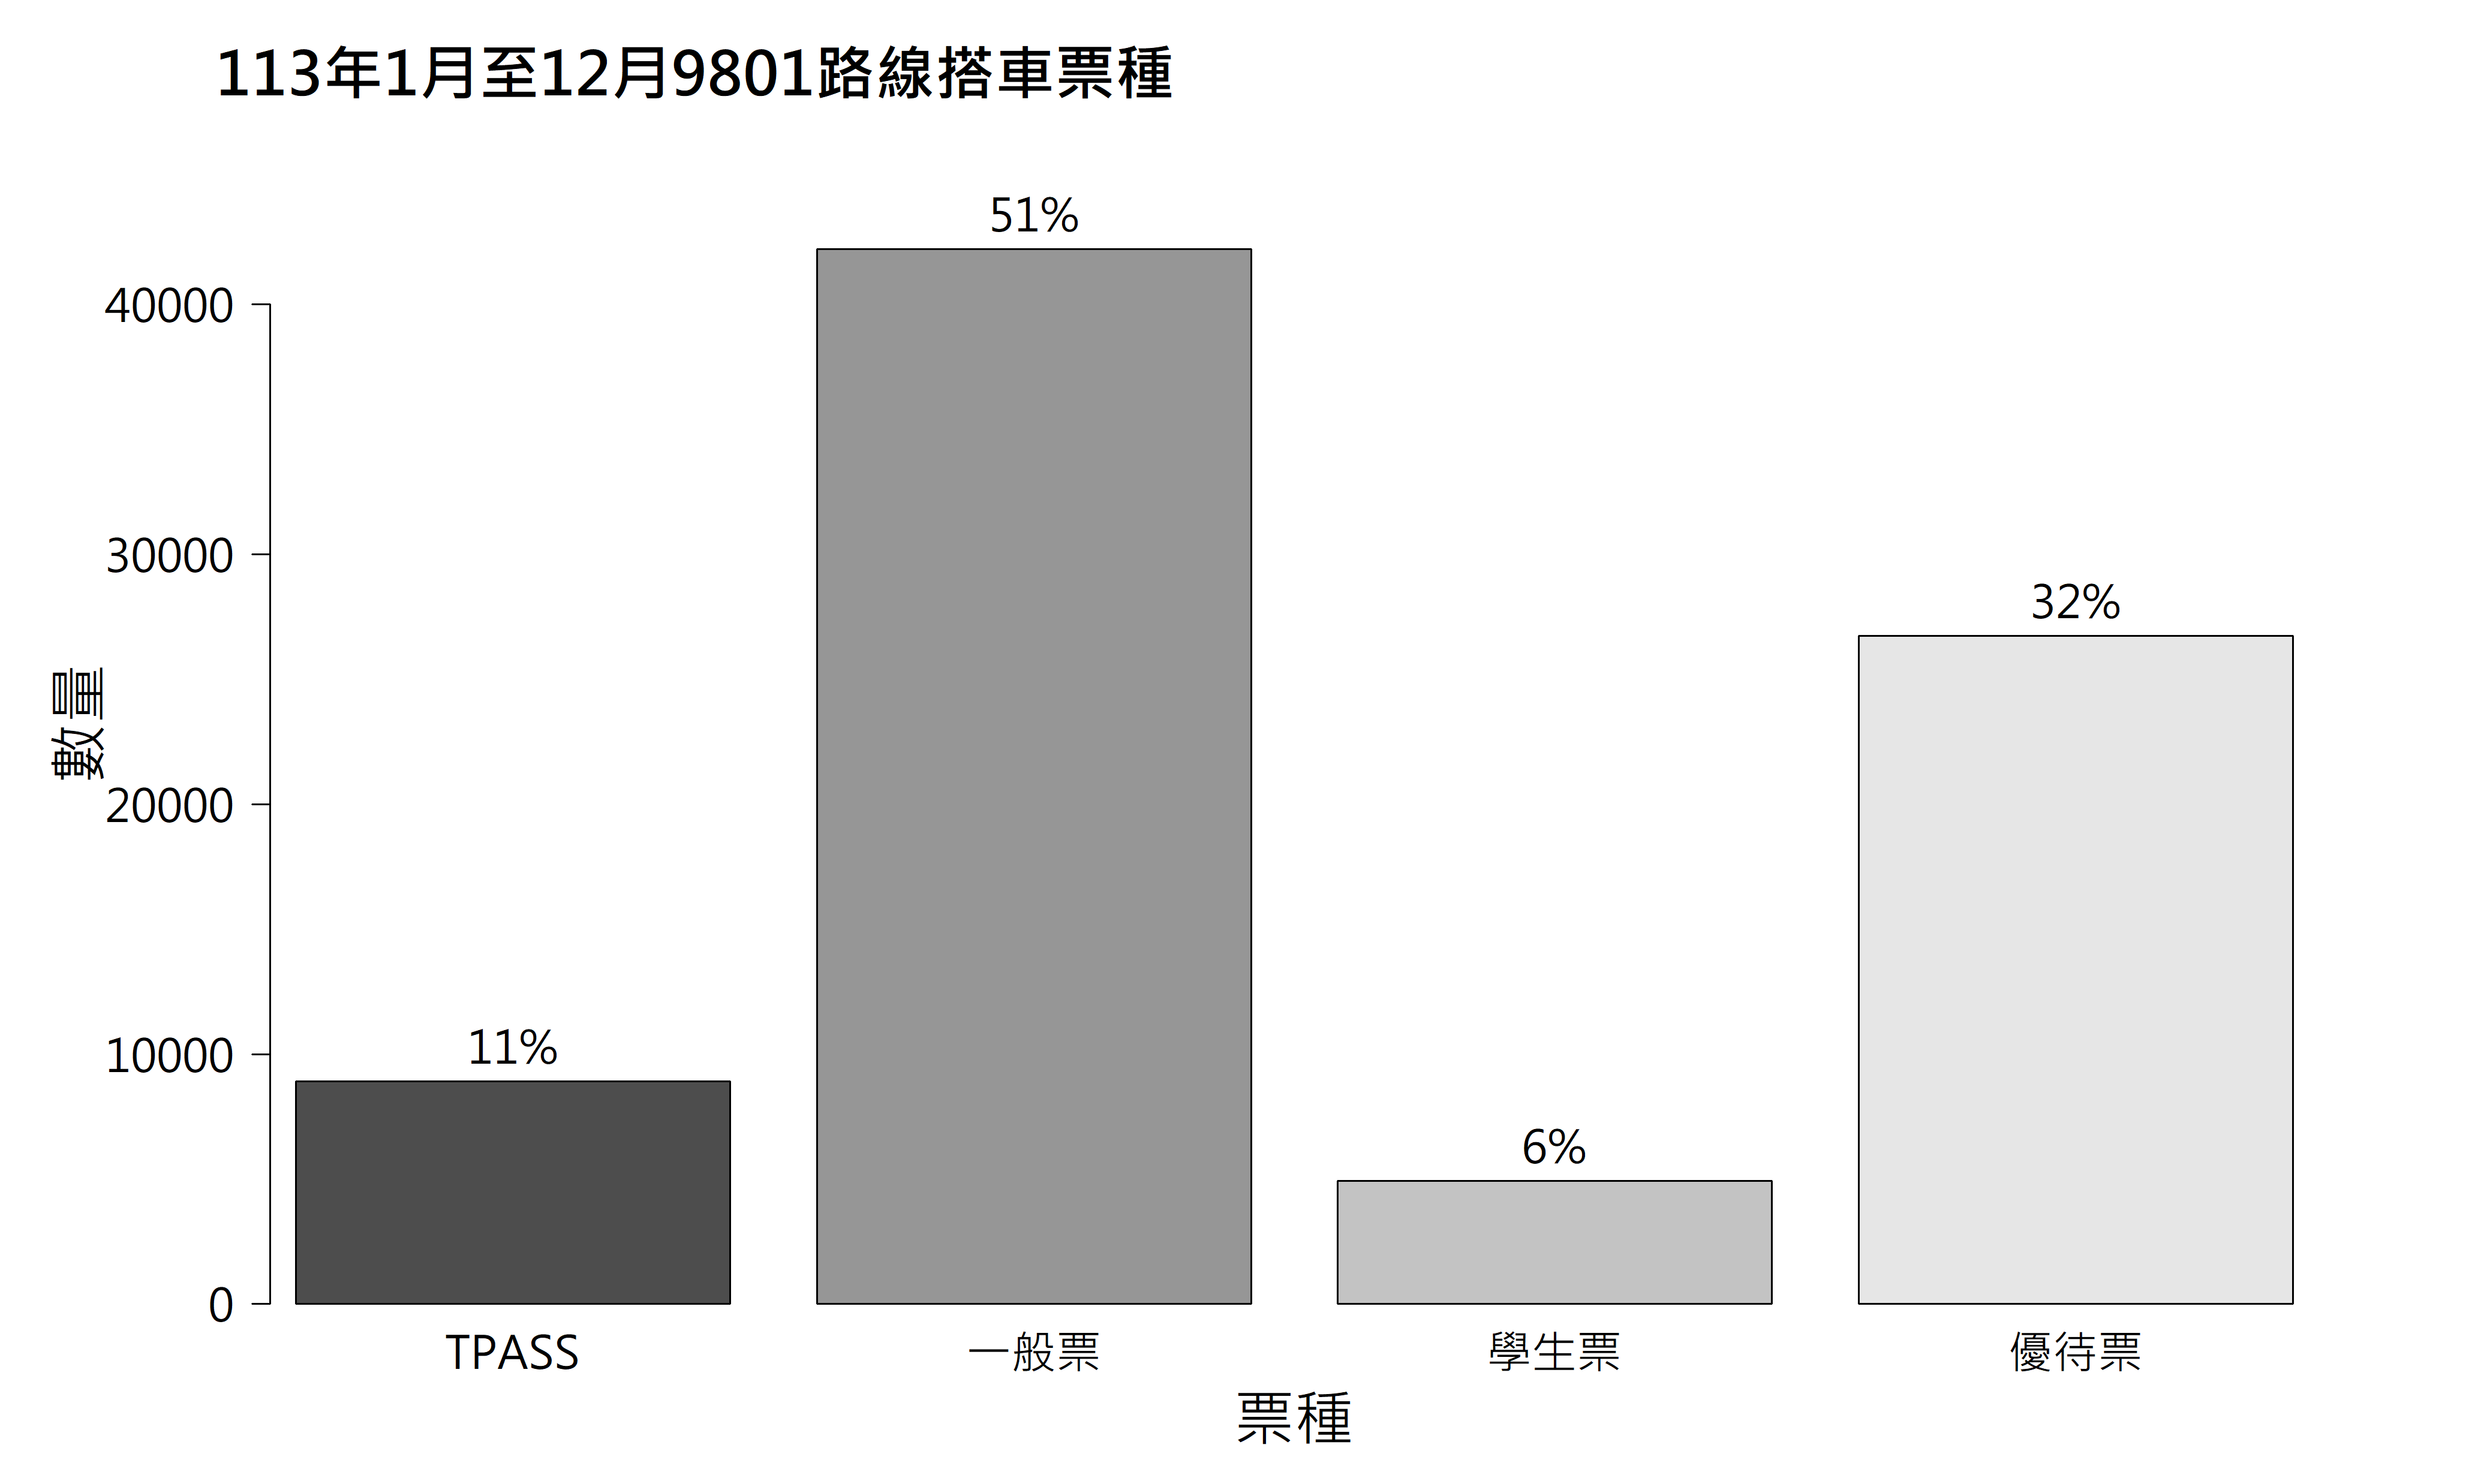 113年1月至12月9801路線搭車票種
數量
40000
30000
20000
10000
0
11%
51%
6%
32%
TPASS
一般票
學生票
優待票
票種